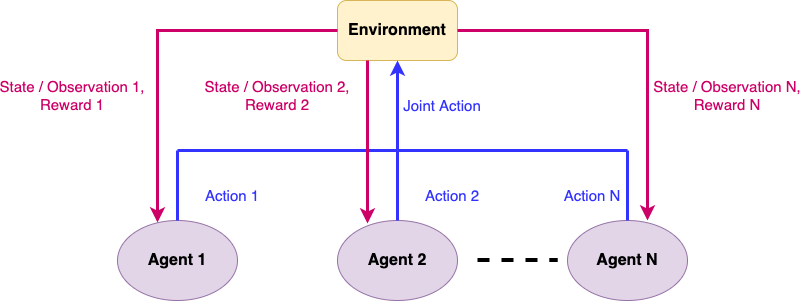 Environment
State / Observation 1,
Reward 1
State / Observation 2,
Reward 2
Joint Action
State / Observation N,
Reward N
Action 1
Action 2
Action N
Agent 1
Agent 2
Agent N